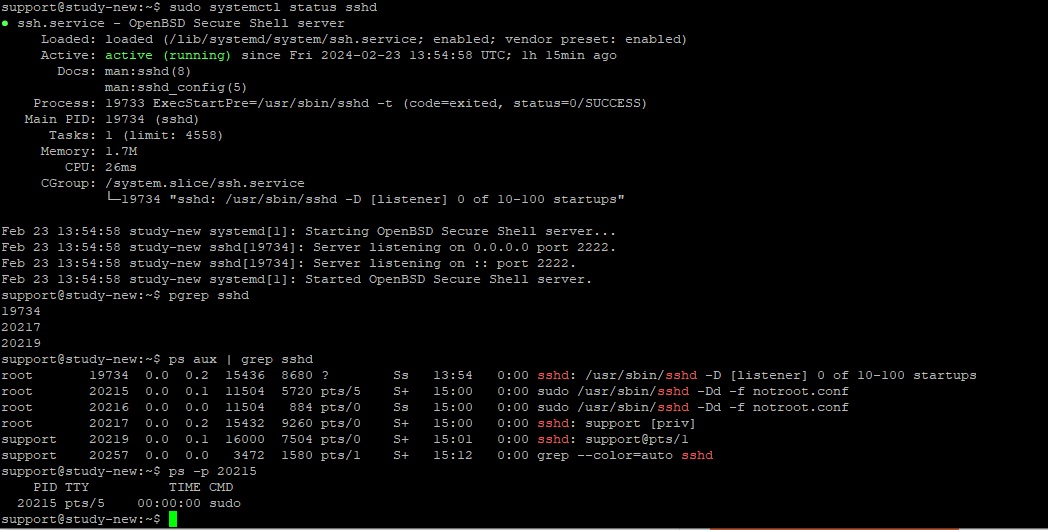 support@study-new:~$ sudo systemctl status sshd
● ssh.service - OpenBSD Secure Shell server
     Loaded: loaded (/lib/systemd/system/ssh.service; enabled; vendor preset: enabled)
     Active: active (running) since Fri 2024-02-23 13:54:58 UTC; 1h 15min ago
       Docs: man:sshd(8)
             man:sshd_config(5)
    Process: 19733 ExecStartPre=/usr/sbin/sshd -t (code=exited, status=0/SUCCESS)
   Main PID: 19734 (sshd)
      Tasks: 1 (limit: 4558)
     Memory: 1.7M
        CPU: 26ms
     CGroup: /system.slice/ssh.service
             └─19734 "sshd: /usr/sbin/sshd -D [listener] 0 of 10-100 startups"

Feb 23 13:54:58 study-new systemd[1]: Starting OpenBSD Secure Shell server...
Feb 23 13:54:58 study-new sshd[19734]: Server listening on 0.0.0.0 port 2222.
Feb 23 13:54:58 study-new sshd[19734]: Server listening on :: port 2222.
Feb 23 13:54:58 study-new systemd[1]: Started OpenBSD Secure Shell server.
support@study-new:~$ pgrep sshd
19734
20217
20219
support@study-new:~$ ps aux | grep sshd
root       19734  0.0  0.2  15436  8680 ?        Ss   13:54   0:00 sshd: /usr/sbin/sshd -D [listener] 0 of 10-100 startups
root       20215  0.0  0.1  11504  5720 pts/5    S+   15:00   0:00 sudo /usr/sbin/sshd -Dd -f notroot.conf
root       20216  0.0  0.0  11504   884 pts/0    Ss   15:00   0:00 sudo /usr/sbin/sshd -Dd -f notroot.conf
root       20217  0.0  0.2  15432  9260 pts/0    S+   15:00   0:00 sshd: support [priv]
support    20219  0.0  0.1  16000  7504 pts/0    S+   15:01   0:00 sshd: support@pts/1
support    20257  0.0  0.0   3472  1580 pts/1    S+   15:12   0:00 grep --color=auto sshd
support@study-new:~$ ps -p 20215
    PID TTY          TIME CMD
  20215 pts/5    00:00:00 sudo
support@study-new:~$